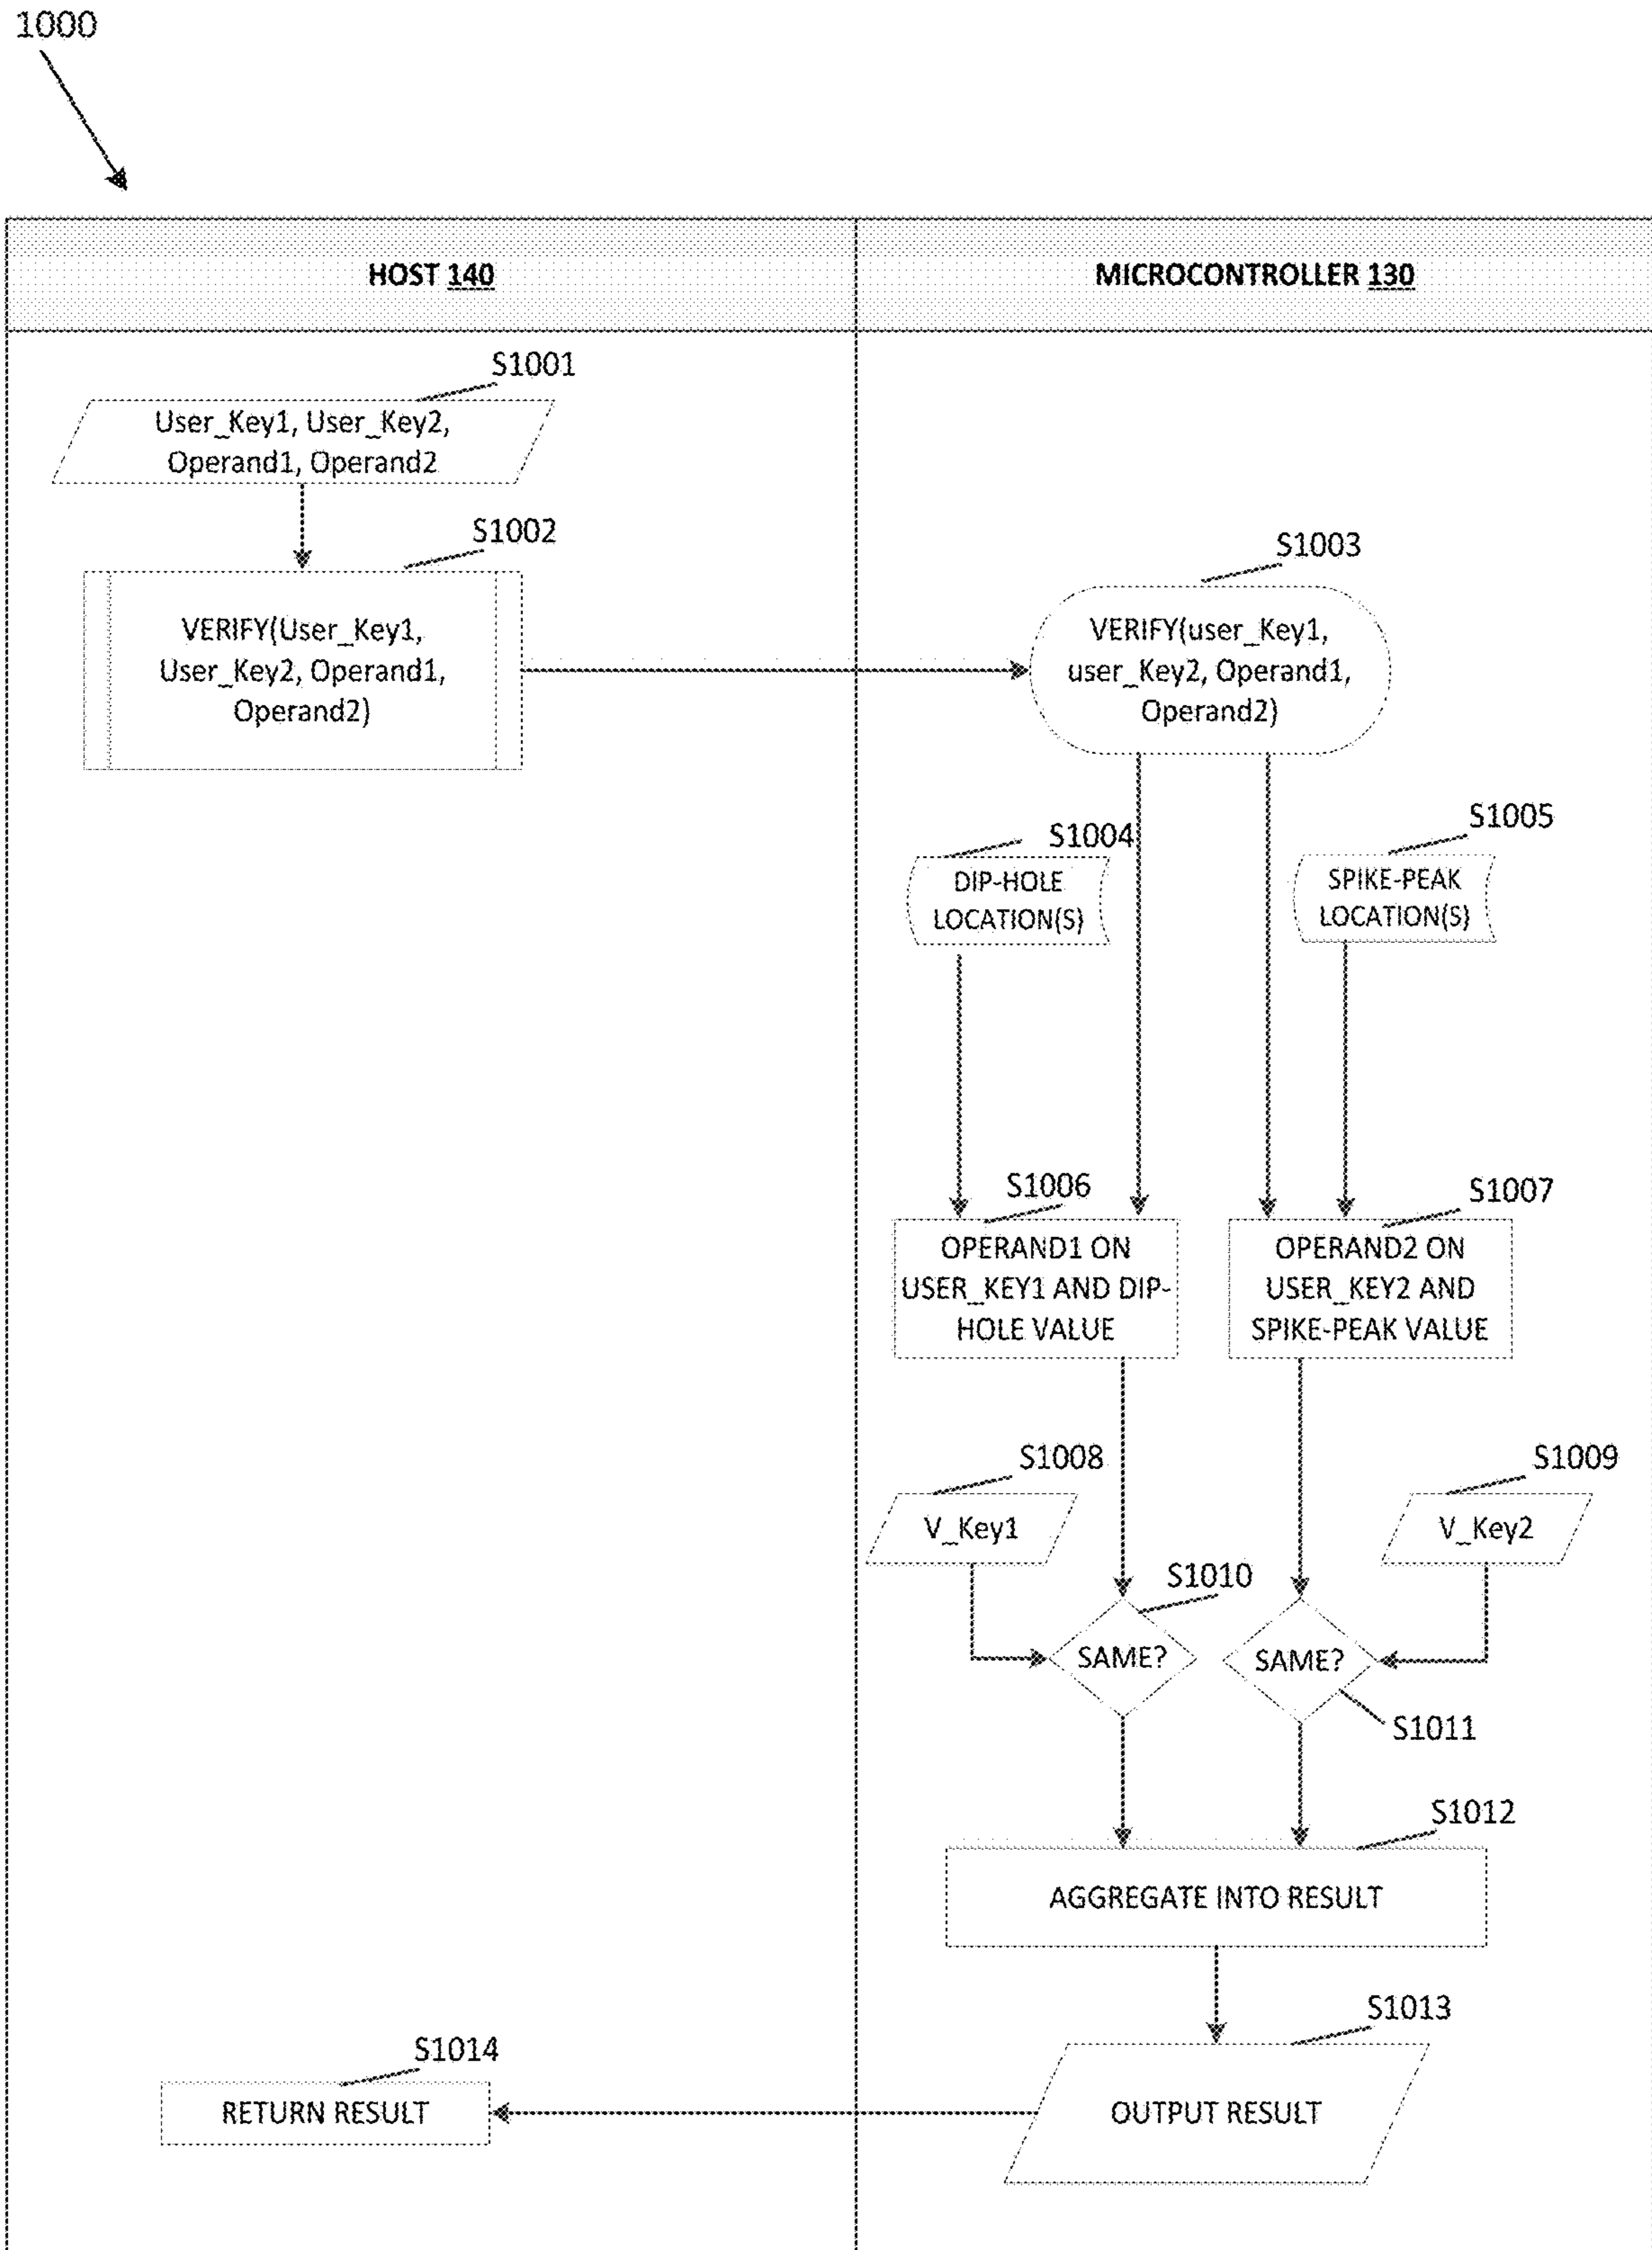 1000
HOST 140
MICROCONTROLLER 130
S1001
User_Key1, User_Key2,
Operand1, Operand2
S1002
VERIFY(User_Key1,
User_Key2, Operand1,
Operand2)
S1003
VERIFY(user_Key1,
user_Key2, Operand1,
Operand2)
S1004
DIP-HOLE
LOCATION(S)
S1005
SPIKE-PEAK
LOCATION(S)
S1006
OPERAND1 ON
USER_KEY1 AND DIP-
HOLE VALUE
S1007
OPERAND2 ON
USER_KEY2 AND
SPIKE-PEAK VALUE
S1008
V_Key1
S1009
V_Key2
S1010
SAME?
SAME?
S1011
S1012
AGGREGATE INTO RESULT
S1013
OUTPUT RESULT
S1014
RETURN RESULT